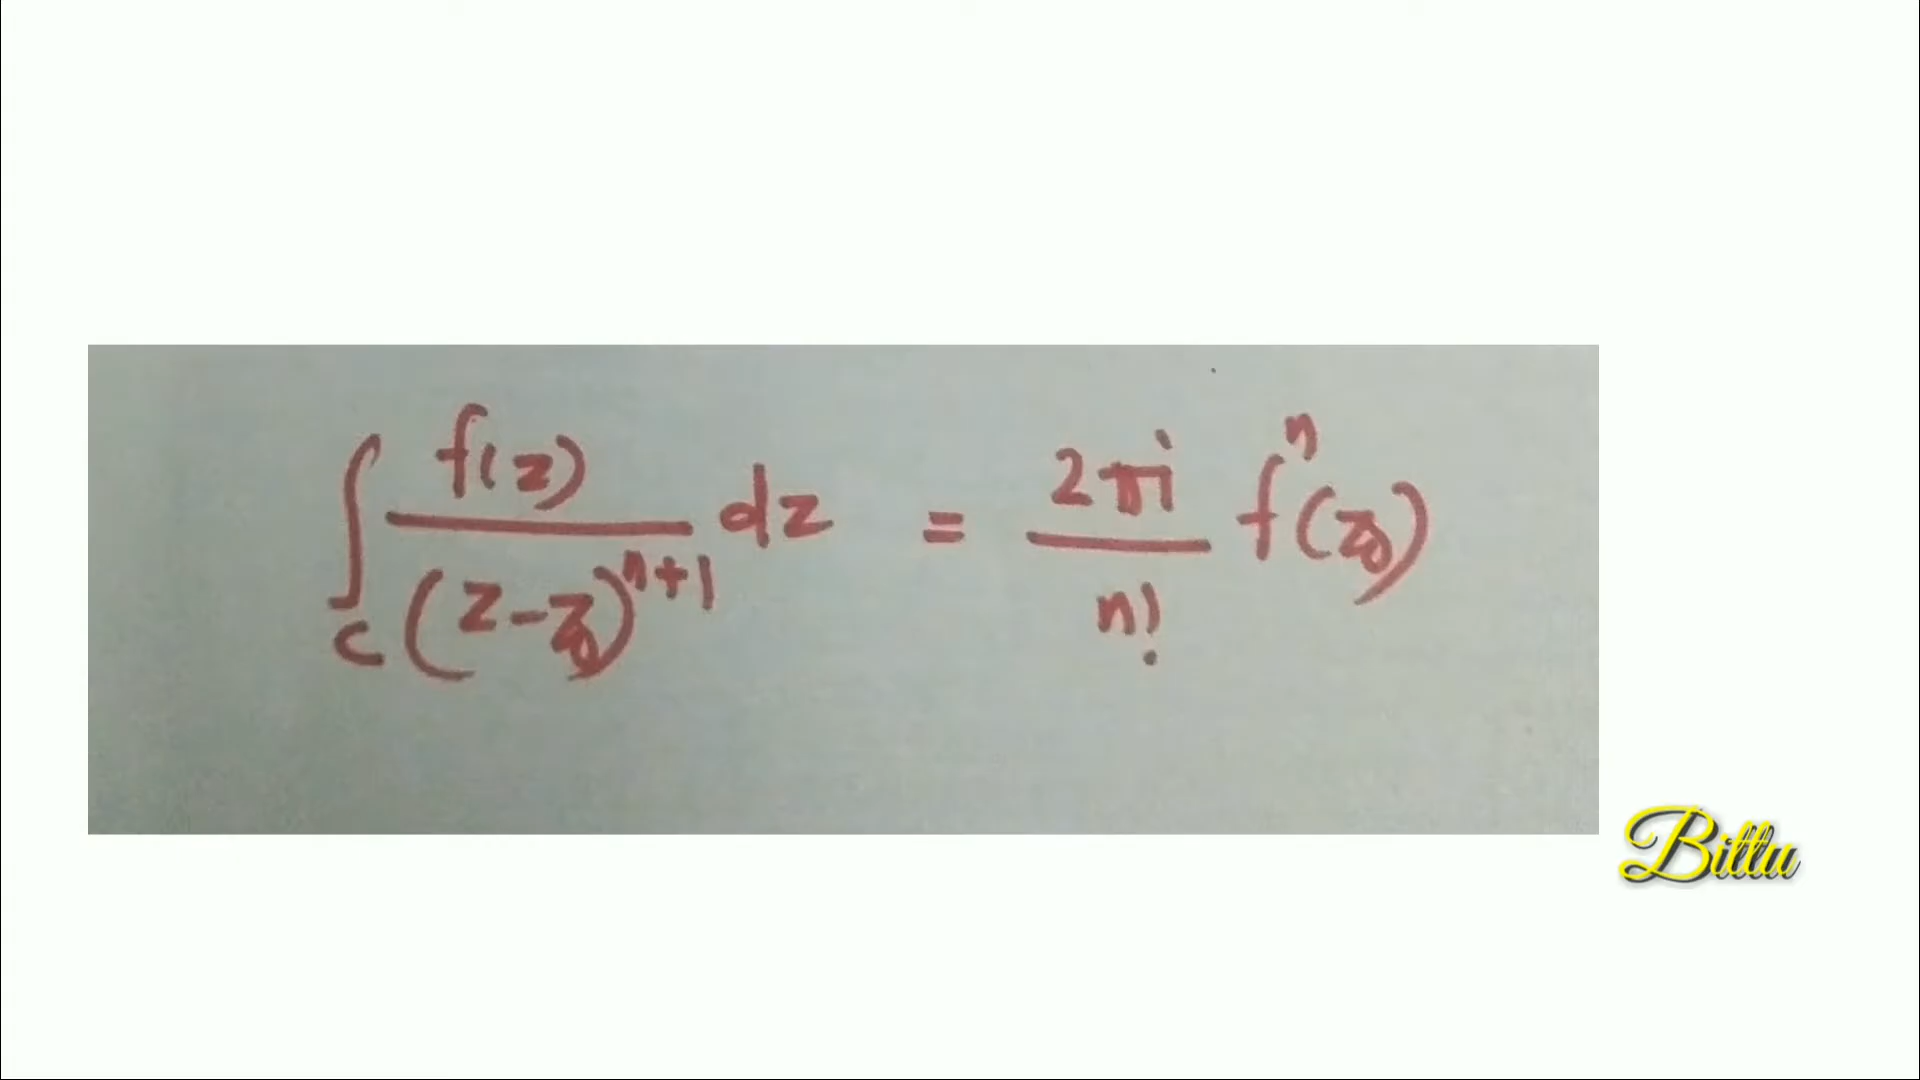 ∫_C f(z)/(z-z₀)^(n+1) dz = 2πi/n! f^n(z₀)
Bittu